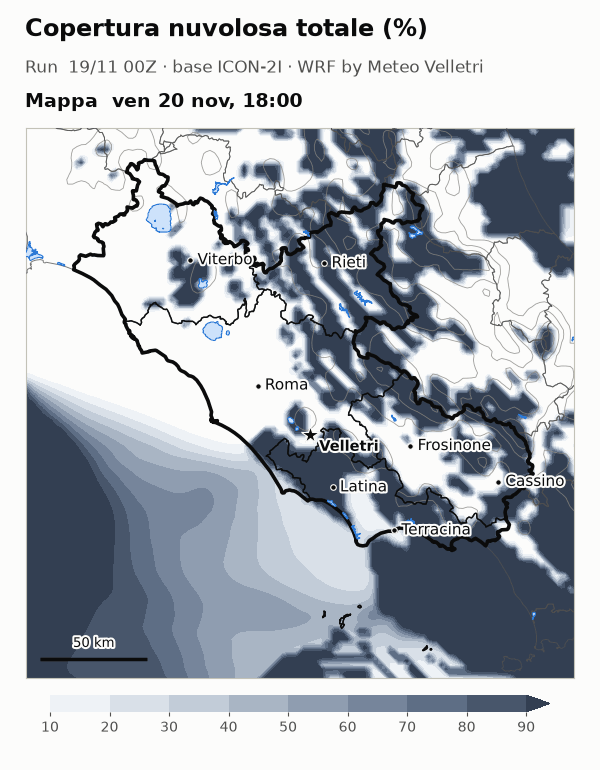 Copertura nuvolosa totale (%)
Run  19/11 00Z · base ICON-2I · WRF by Meteo Velletri
Mappa  ven 20 nov, 18:00
Viterbo
Rieti
Roma
Velletri
Frosinone
Cassino
Latina
Terracina
50 km
10 20 30 40 50 60 70 80 90